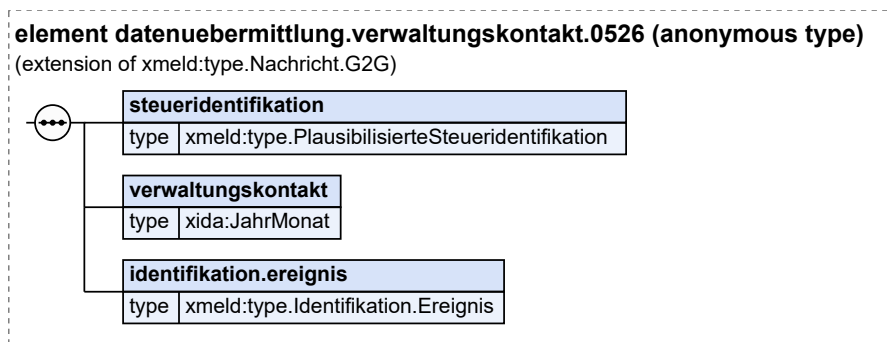 element datenuebermittlung.verwaltungskontakt.0526 (anonymous type)
(extension of xmeld:type.Nachricht.G2G)
steueridentifikation
type xmeld:type.PlausibilisierteSteueridentifikation
verwaltungskontakt
type xida:JahrMonat
identifikation.ereignis
type xmeld:type.Identifikation.Ereignis